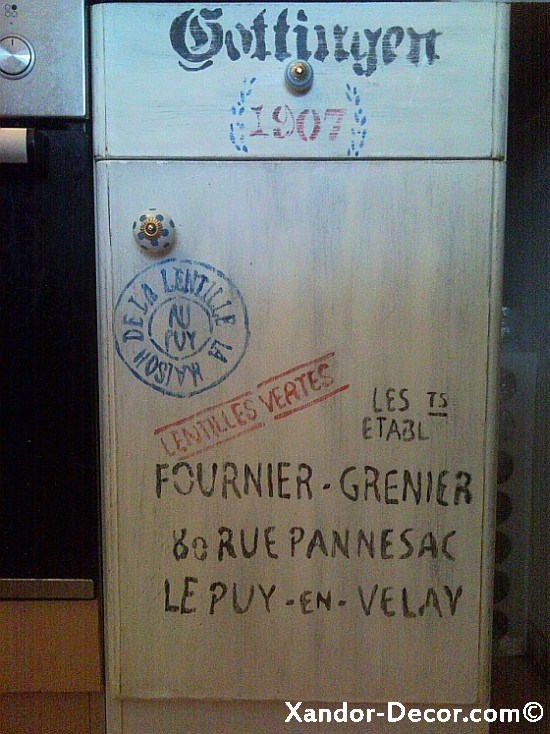 Gottingen
1907
LA MAISON DE LA LENTILLE
AU
PUY
LENTILLES VERTES
LES TS
ETABL
FOURNIER - GRENIER
80 RUE PANNESAC
LE PUY - EN - VELAY
Xandor-Decor.com©